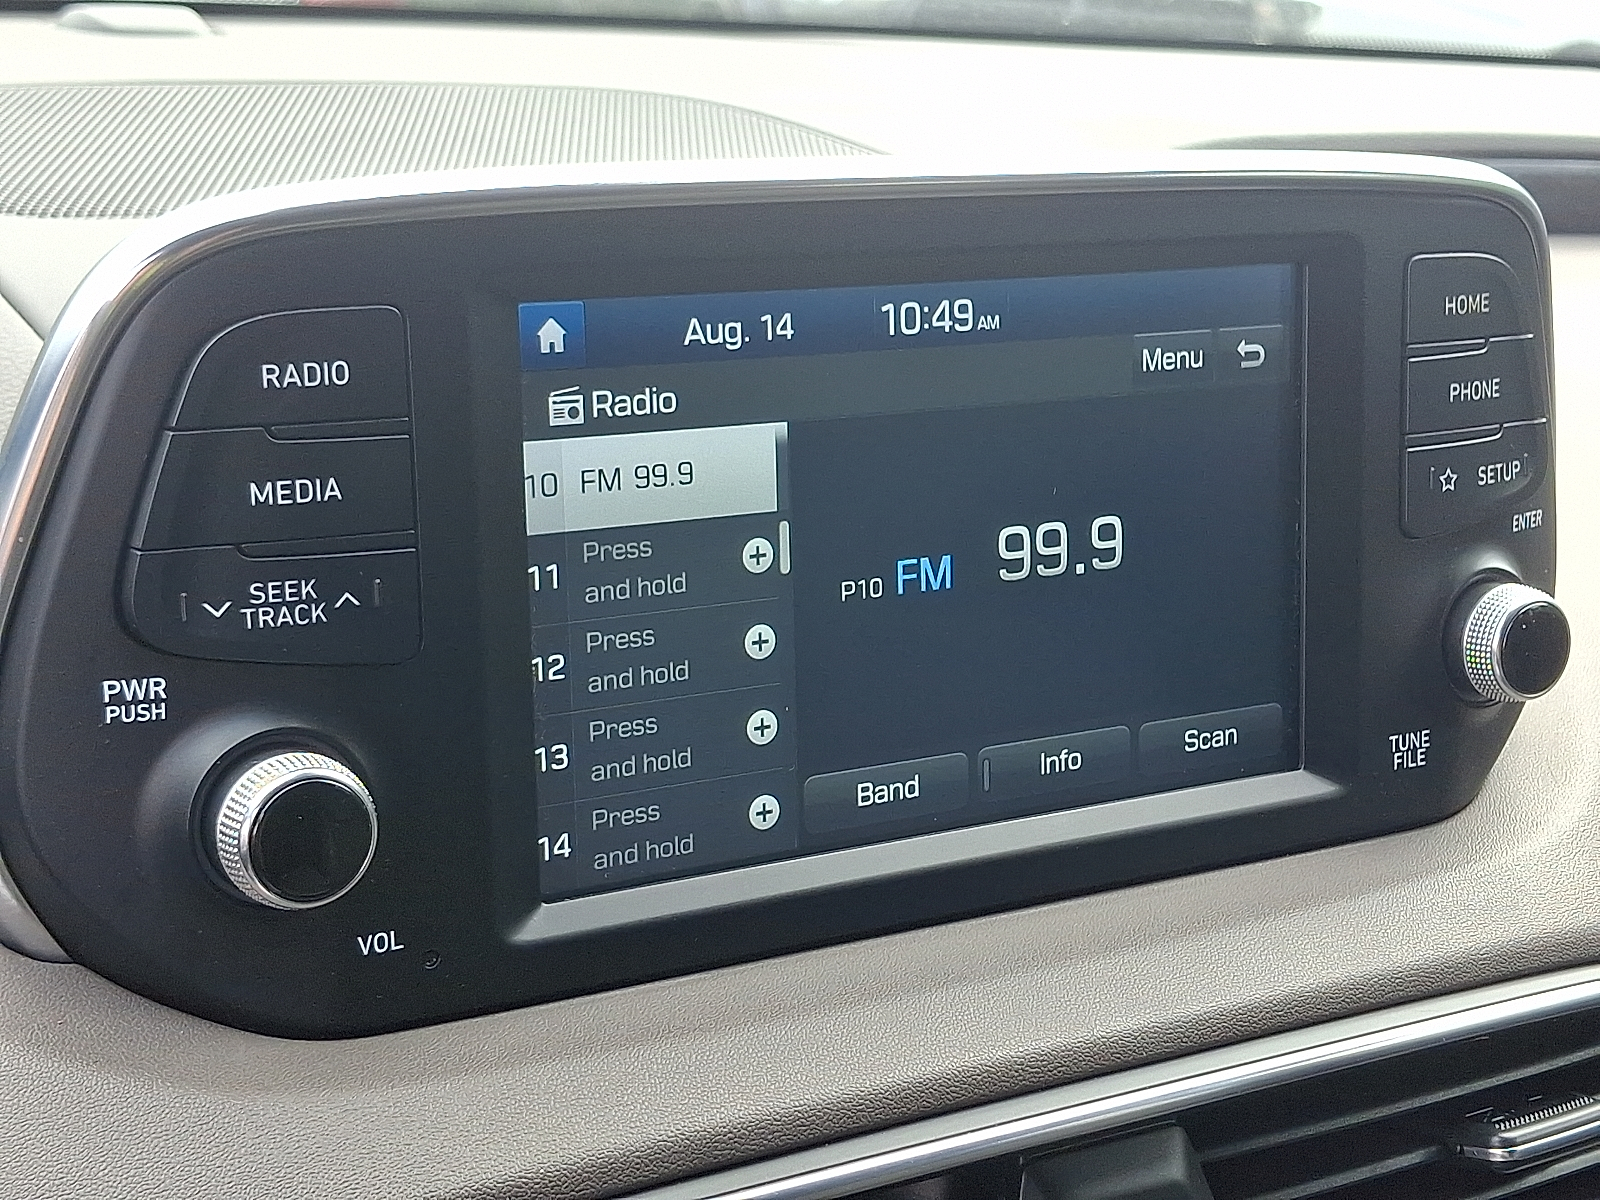 Aug. 14 10:49 AM
Menu
Radio
10 FM 99.9
11 Press
and hold
12 Press
and hold
13 Press
and hold
14 Press
and hold
P10 FM 99.9
Band Info Scan
RADIO
MEDIA
SEEK
TRACK
PWR
PUSH
VOL
HOME
PHONE
SETUP
ENTER
TUNE
FILE